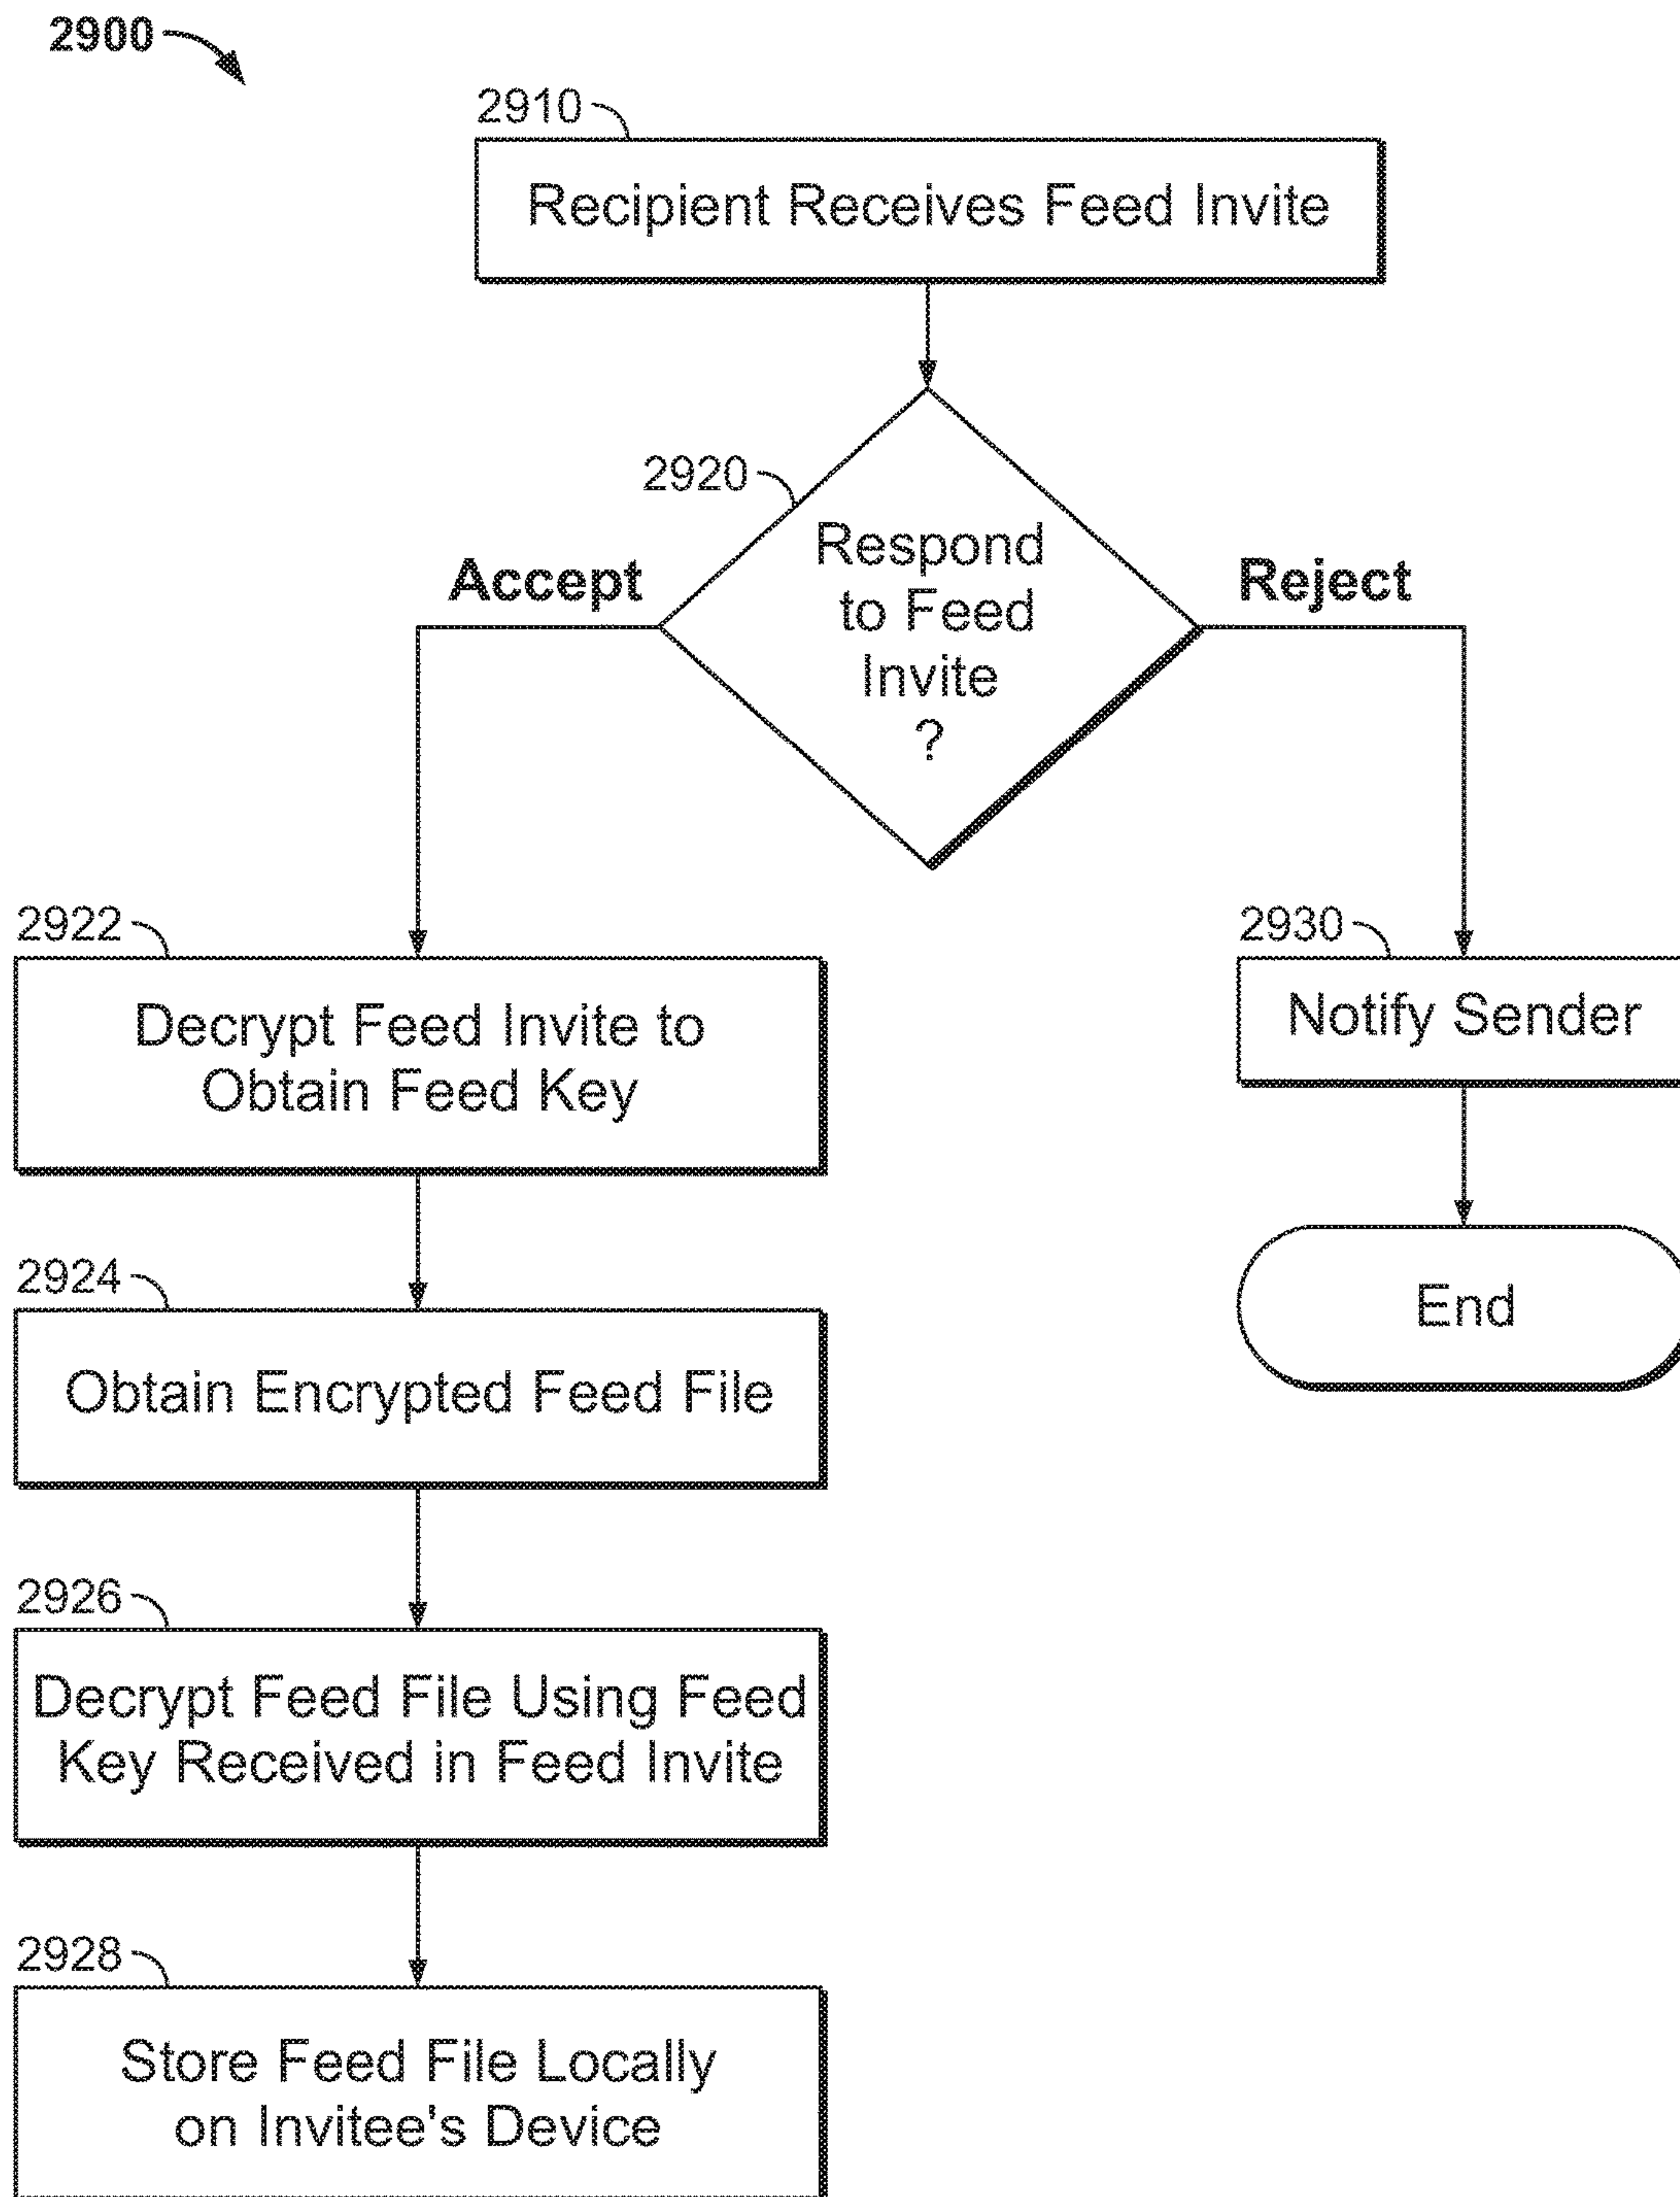 2900
2910
Recipient Receives Feed Invite
2920
Respond
to Feed
Invite
?
Accept
Reject
2922
Decrypt Feed Invite to
Obtain Feed Key
2930
Notify Sender
2924
Obtain Encrypted Feed File
End
2926
Decrypt Feed File Using Feed
Key Received in Feed Invite
2928
Store Feed File Locally
on Invitee's Device